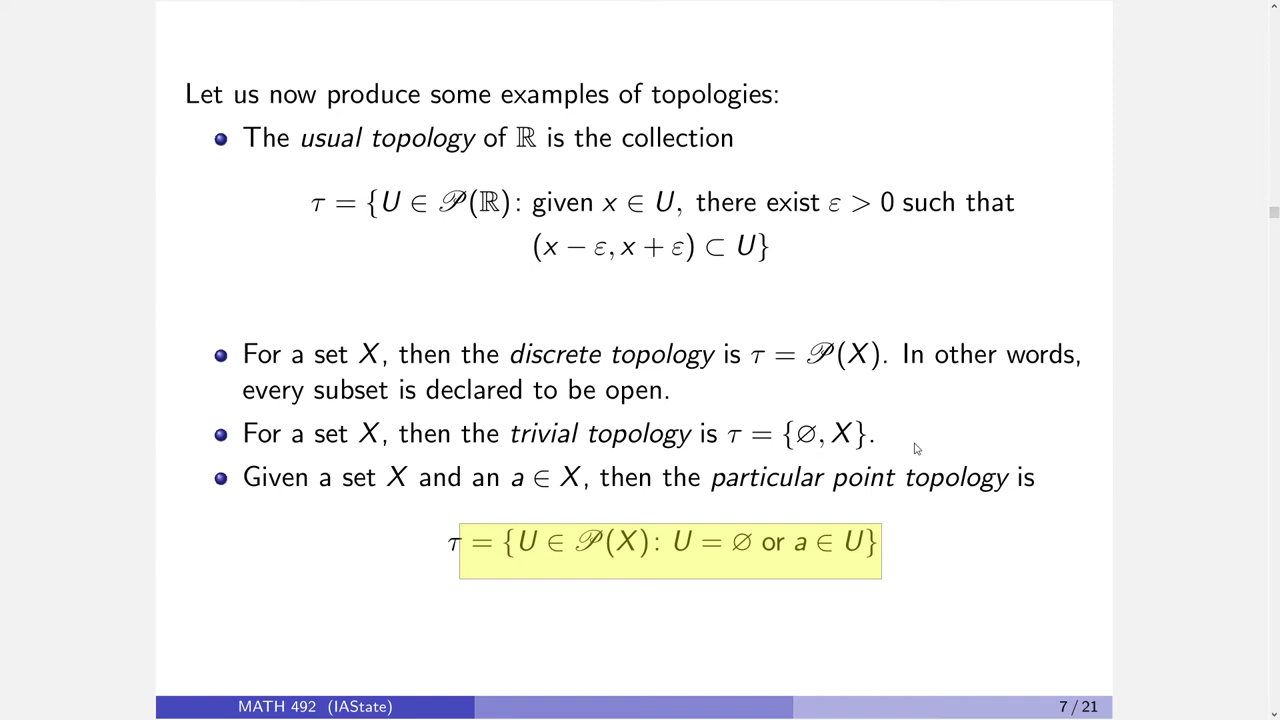 Let us now produce some examples of topologies:
The usual topology of ℝ is the collection
τ = {U ∈ 𝒫(ℝ): given x ∈ U, there exist ε > 0 such that
(x − ε, x + ε) ⊂ U}
For a set X, then the discrete topology is τ = 𝒫(X). In other words,
every subset is declared to be open.
For a set X, then the trivial topology is τ = {∅, X}.
Given a set X and an a ∈ X, then the particular point topology is
τ = {U ∈ 𝒫(X): U = ∅ or a ∈ U}
MATH 492 (IAState) 7 / 21